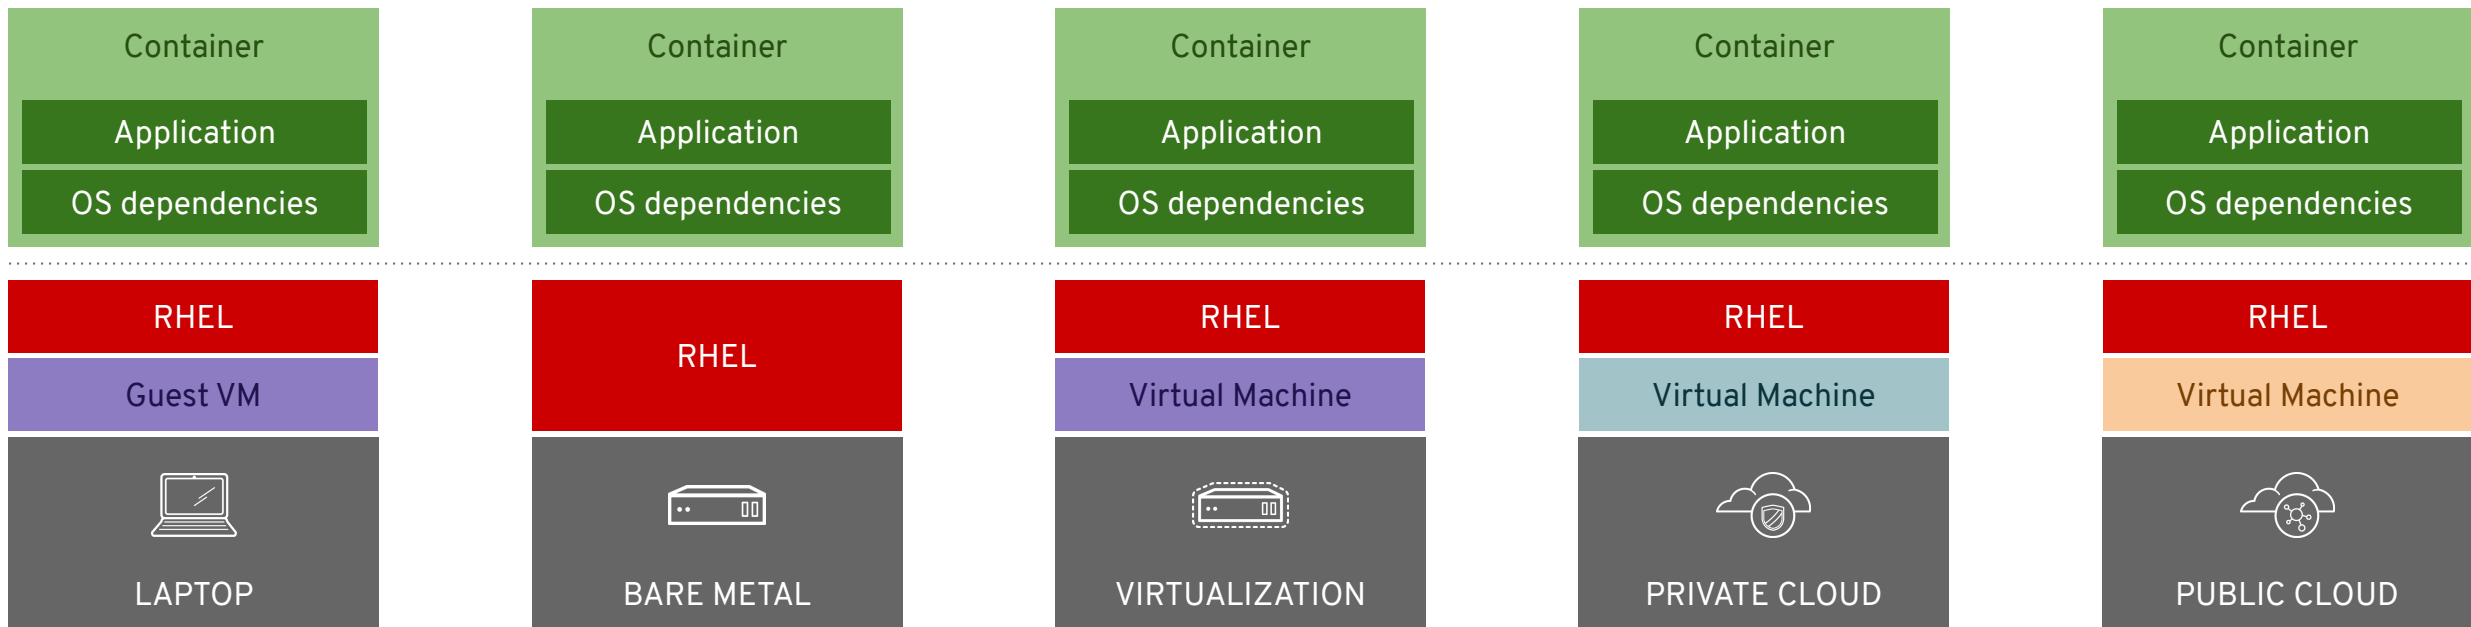 Container
Application
OS dependencies
RHEL
Guest VM
LAPTOP
Container
Application
OS dependencies
RHEL
BARE METAL
Container
Application
OS dependencies
RHEL
Virtual Machine
VIRTUALIZATION
Container
Application
OS dependencies
RHEL
Virtual Machine
PRIVATE CLOUD
Container
Application
OS dependencies
RHEL
Virtual Machine
PUBLIC CLOUD